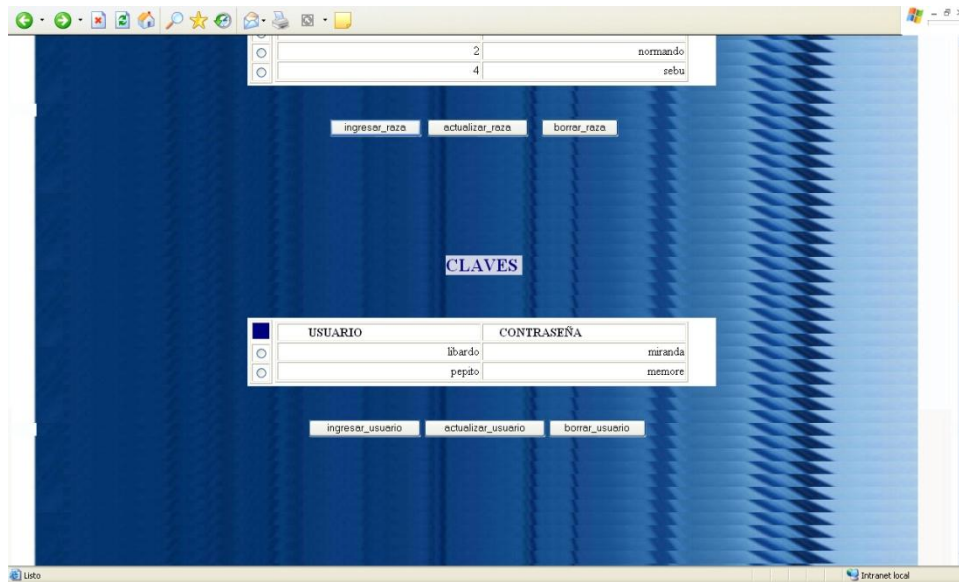 2 normando
4 sebu
ingresar_raza actualizar_raza borrar_raza
CLAVES
USUARIO CONTRASEÑA
libardo miranda
pepito memore
ingresar_usuario actualizar_usuario borrar_usuario
Listo Intranet local